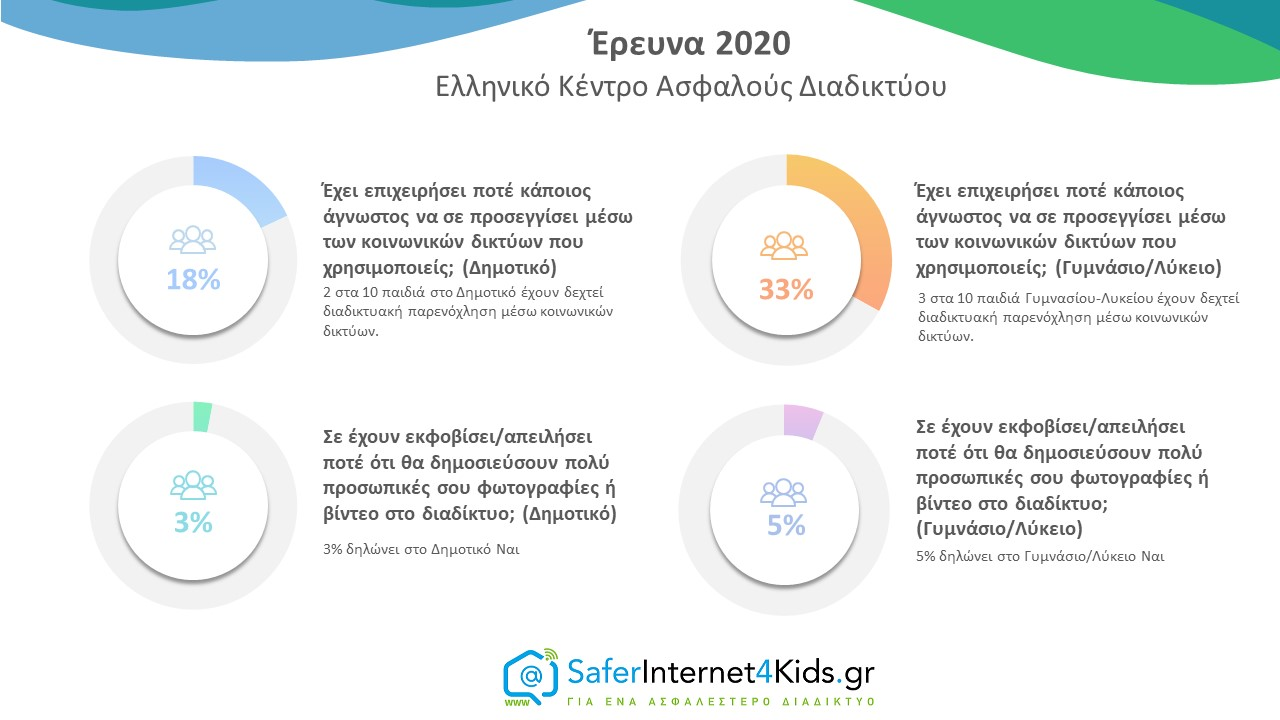 Έρευνα 2020
Ελληνικό Κέντρο Ασφαλούς Διαδικτύου
18%
Έχει επιχειρήσει ποτέ κάποιος
άγνωστος να σε προσεγγίσει μέσω
των κοινωνικών δικτύων που
χρησιμοποιείς; (Δημοτικό)
2 στα 10 παιδιά στο Δημοτικό έχουν δεχτεί
διαδικτυακή παρενόχληση μέσω κοινωνικών
δικτύων.
33%
Έχει επιχειρήσει ποτέ κάποιος
άγνωστος να σε προσεγγίσει μέσω
των κοινωνικών δικτύων που
χρησιμοποιείς; (Γυμνάσιο/Λύκειο)
3 στα 10 παιδιά Γυμνασίου-Λυκείου έχουν δεχτεί
διαδικτυακή παρενόχληση μέσω κοινωνικών
δικτύων.
3%
Σε έχουν εκφοβίσει/απειλήσει
ποτέ ότι θα δημοσιεύσουν πολύ
προσωπικές σου φωτογραφίες ή
βίντεο στο διαδίκτυο; (Δημοτικό)
3% δηλώνει στο Δημοτικό Ναι
5%
Σε έχουν εκφοβίσει/απειλήσει
ποτέ ότι θα δημοσιεύσουν πολύ
προσωπικές σου φωτογραφίες ή
βίντεο στο διαδίκτυο;
(Γυμνάσιο/Λύκειο)
5% δηλώνει στο Γυμνάσιο/Λύκειο Ναι
@
www
SaferInternet4Kids.gr
ΓΙΑ ΕΝΑ ΑΣΦΑΛΕΣΤΕΡΟ ΔΙΑΔΙΚΤΥΟ